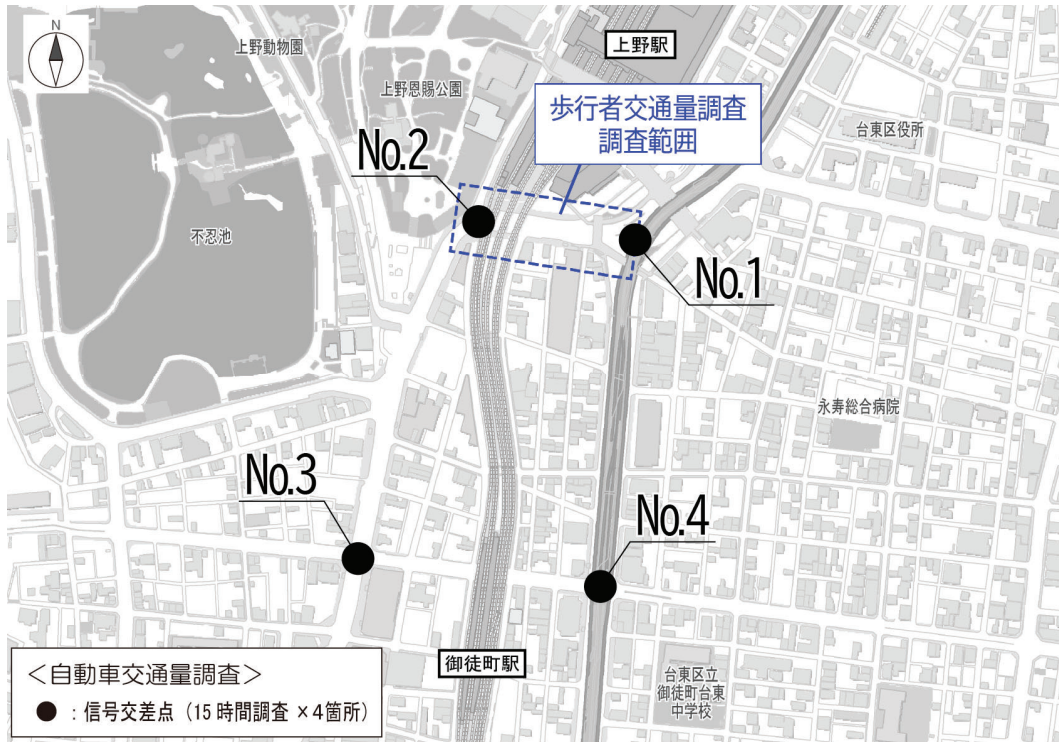 N
上野動物園
上野駅
上野恩賜公園
歩行者交通量調査
調査範囲
台東区役所
No.2
不忍池
No.1
永寿総合病院
No.3
No.4
御徒町駅
台東区立
御徒町台東
中学校
＜自動車交通量調査＞
●：信号交差点（15時間調査×4箇所）